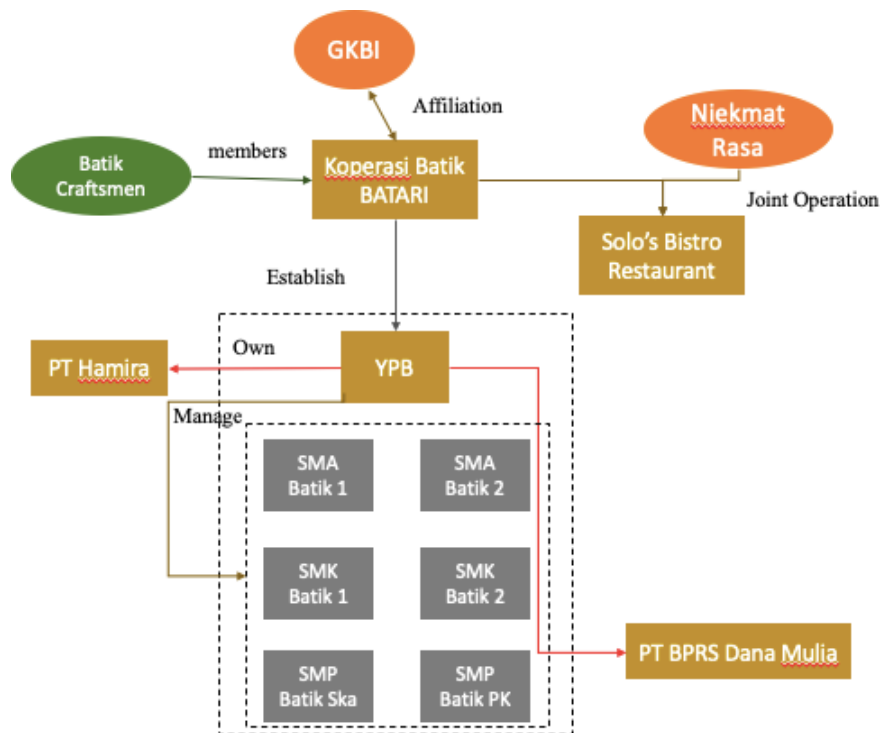 GKBI
Affiliation
Niekmat
Rasa
members
Batik
Craftsmen
Koperasi Batik
BATARI
Joint Operation
Solo's Bistro
Restaurant
Establish
Own
PT Hamira
YPB
Manage
SMA
Batik 1
SMA
Batik 2
SMK
Batik 1
SMK
Batik 2
PT BPRS Dana Mulia
SMP
Batik Ska
SMP
Batik PK